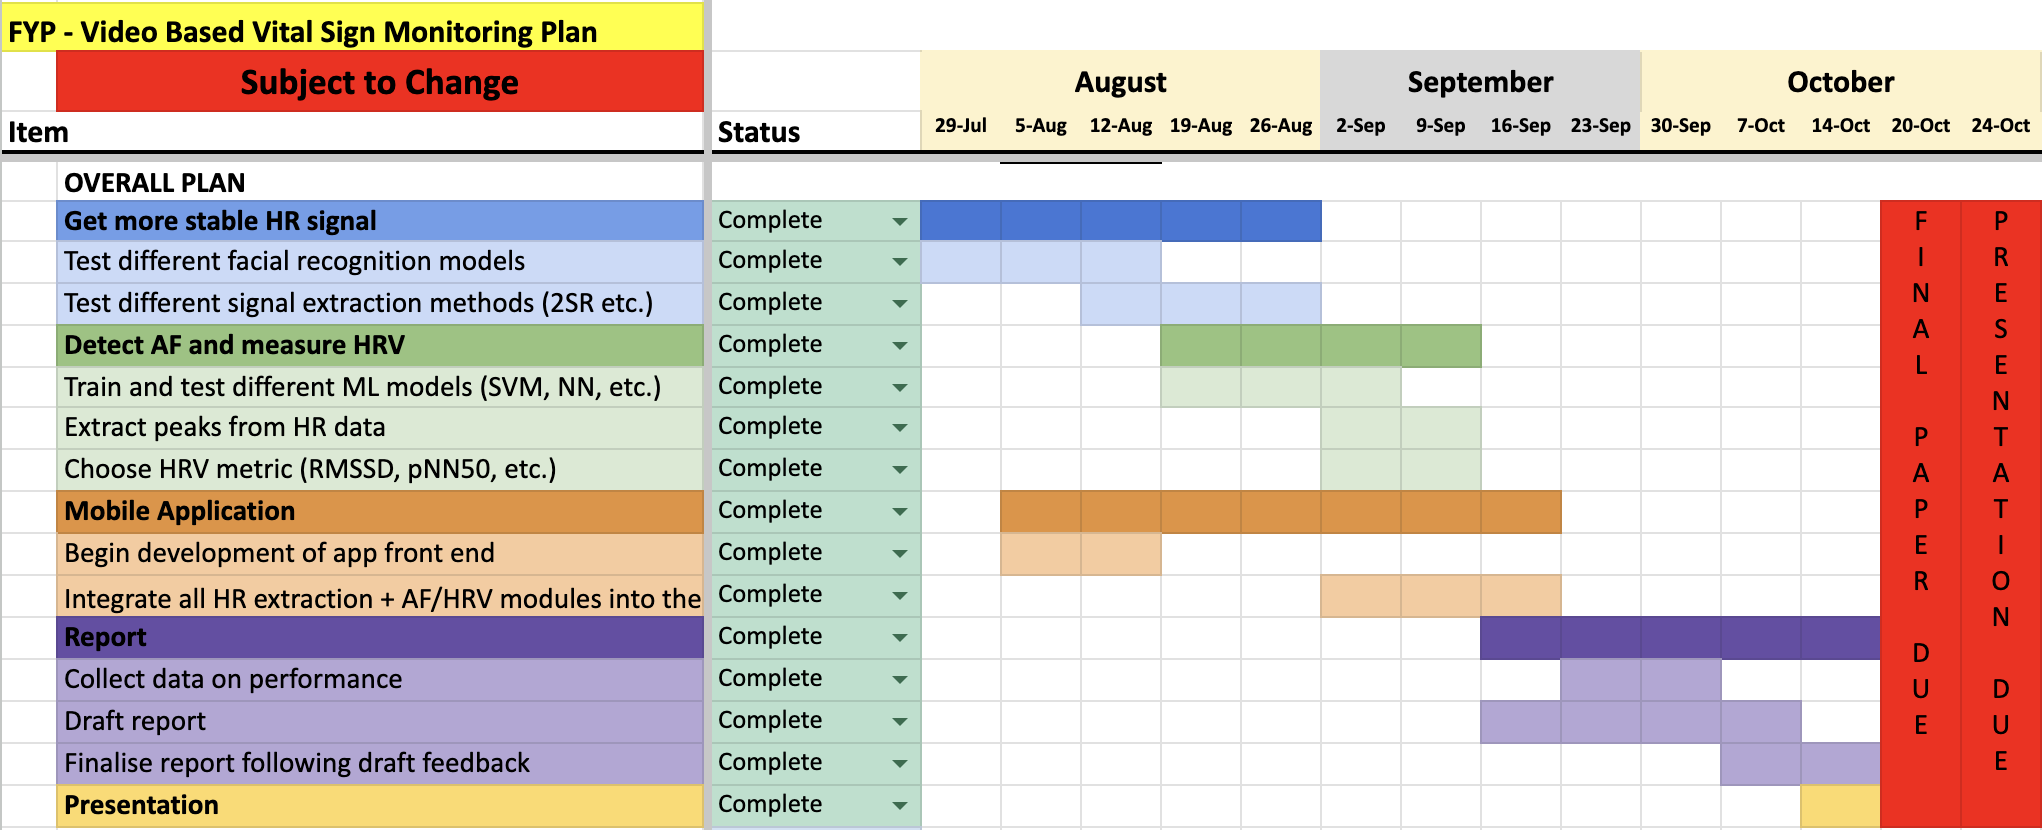 FYP - Video Based Vital Sign Monitoring Plan
Subject to Change
August September October
Item Status 29-Jul 5-Aug 12-Aug 19-Aug 26-Aug 2-Sep 9-Sep 16-Sep 23-Sep 30-Sep 7-Oct 14-Oct 20-Oct 24-Oct
OVERALL PLAN
Get more stable HR signal Complete
Test different facial recognition models Complete
Test different signal extraction methods (2SR etc.) Complete
Detect AF and measure HRV Complete
Train and test different ML models (SVM, NN, etc.) Complete
Extract peaks from HR data Complete
Choose HRV metric (RMSSD, pNN50, etc.) Complete
Mobile Application Complete
Begin development of app front end Complete
Integrate all HR extraction + AF/HRV modules into the Complete
Report Complete
Collect data on performance Complete
Draft report Complete
Finalise report following draft feedback Complete
Presentation Complete
FINAL PAPER DUE
PRESENTATION DUE